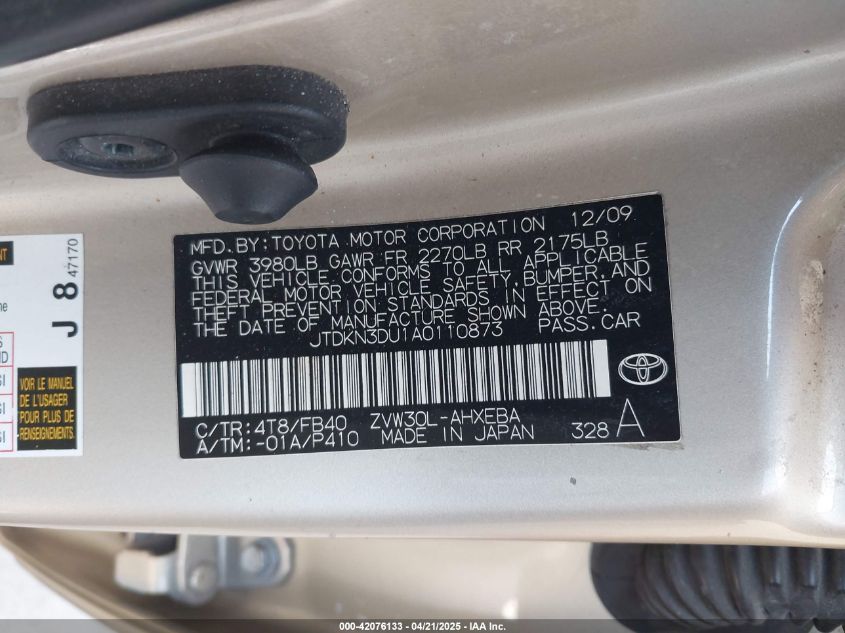 MFD.BY:TOYOTA MOTOR CORPORATION 12/09
GVWR 3980LB GAWR FR 2270LB RR 2175LB
THIS VEHICLE CONFORMS TO ALL APPLICABLE
FEDERAL MOTOR VEHICLE SAFETY,BUMPER,AND
THEFT PREVENTION STANDARDS IN EFFECT ON
THE DATE OF MANUFACTURE SHOWN ABOVE.
JTDKN3DU1A0110873 PASS.CAR
C/TR:4T8/FB40 ZVW30L-AHXEBA
A/TM:-01A/P410 MADE IN JAPAN 328 A
J 8 47170
VOIR LE MANUEL
DE L'USAGER
POUR PLUS DE
RENSEIGNEMENTS
000-42076133 - 04/21/2025 - IAA Inc.